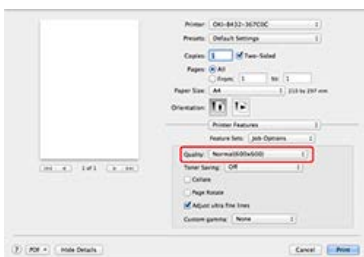 Printer: OKI-B432-367C0C
Presets: Default Settings
Copies: 1 Two-Sided
Pages: All
From: 1 to: 1
Paper Size: A4 210 by 297 mm
Orientation:
Printer Features
Feature Sets: Job Options
Quality: Normal(600x600)
Toner Saving: Off
Collate
Page Rotate
Adjust ultra fine lines
Custom gamma: None
1 of 1
? PDF Hide Details Cancel Print